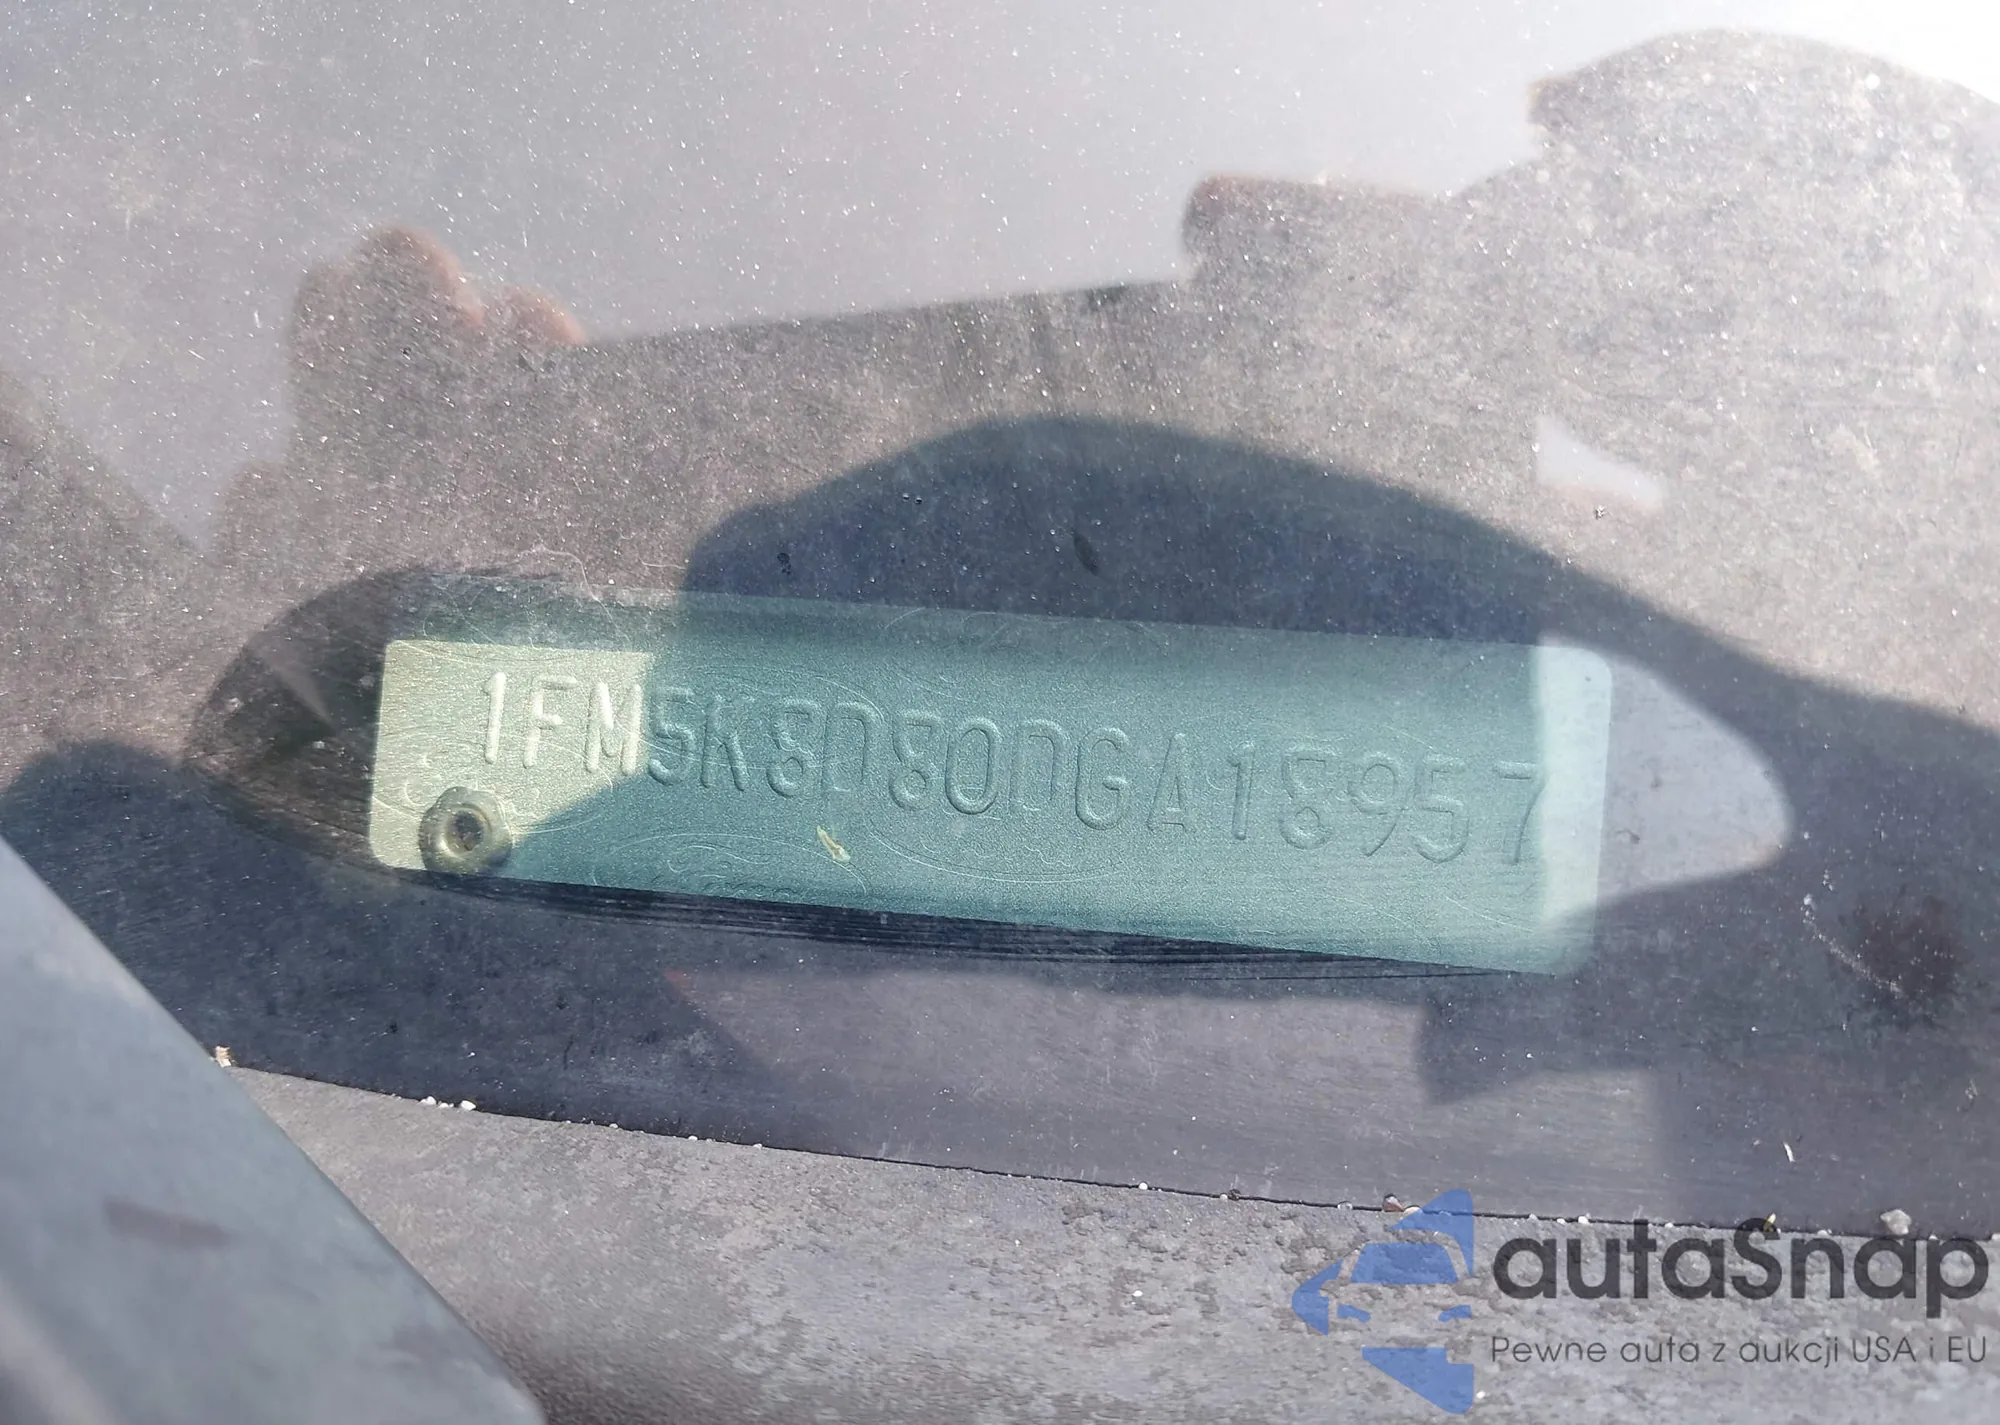 1FM5K8D80DGA18957
autaSnap
Pewne auta z aukcji USA i EU